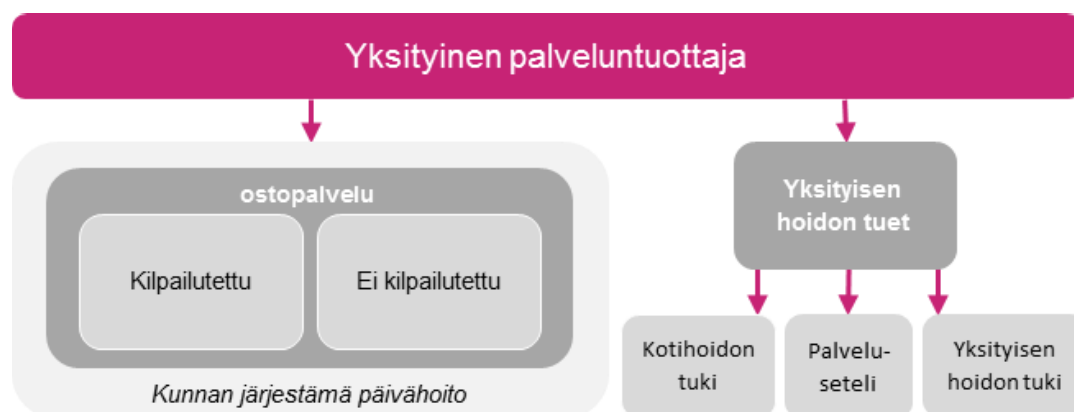 Yksityinen palveluntuottaja
ostopalvelu
Kilpailutettu
Ei kilpailutettu
Kunnan järjestämä päivähoito
Yksityisen
hoidon tuet
Kotihoidon
tuki
Palvelu-
seteli
Yksityisen
hoidon tuki